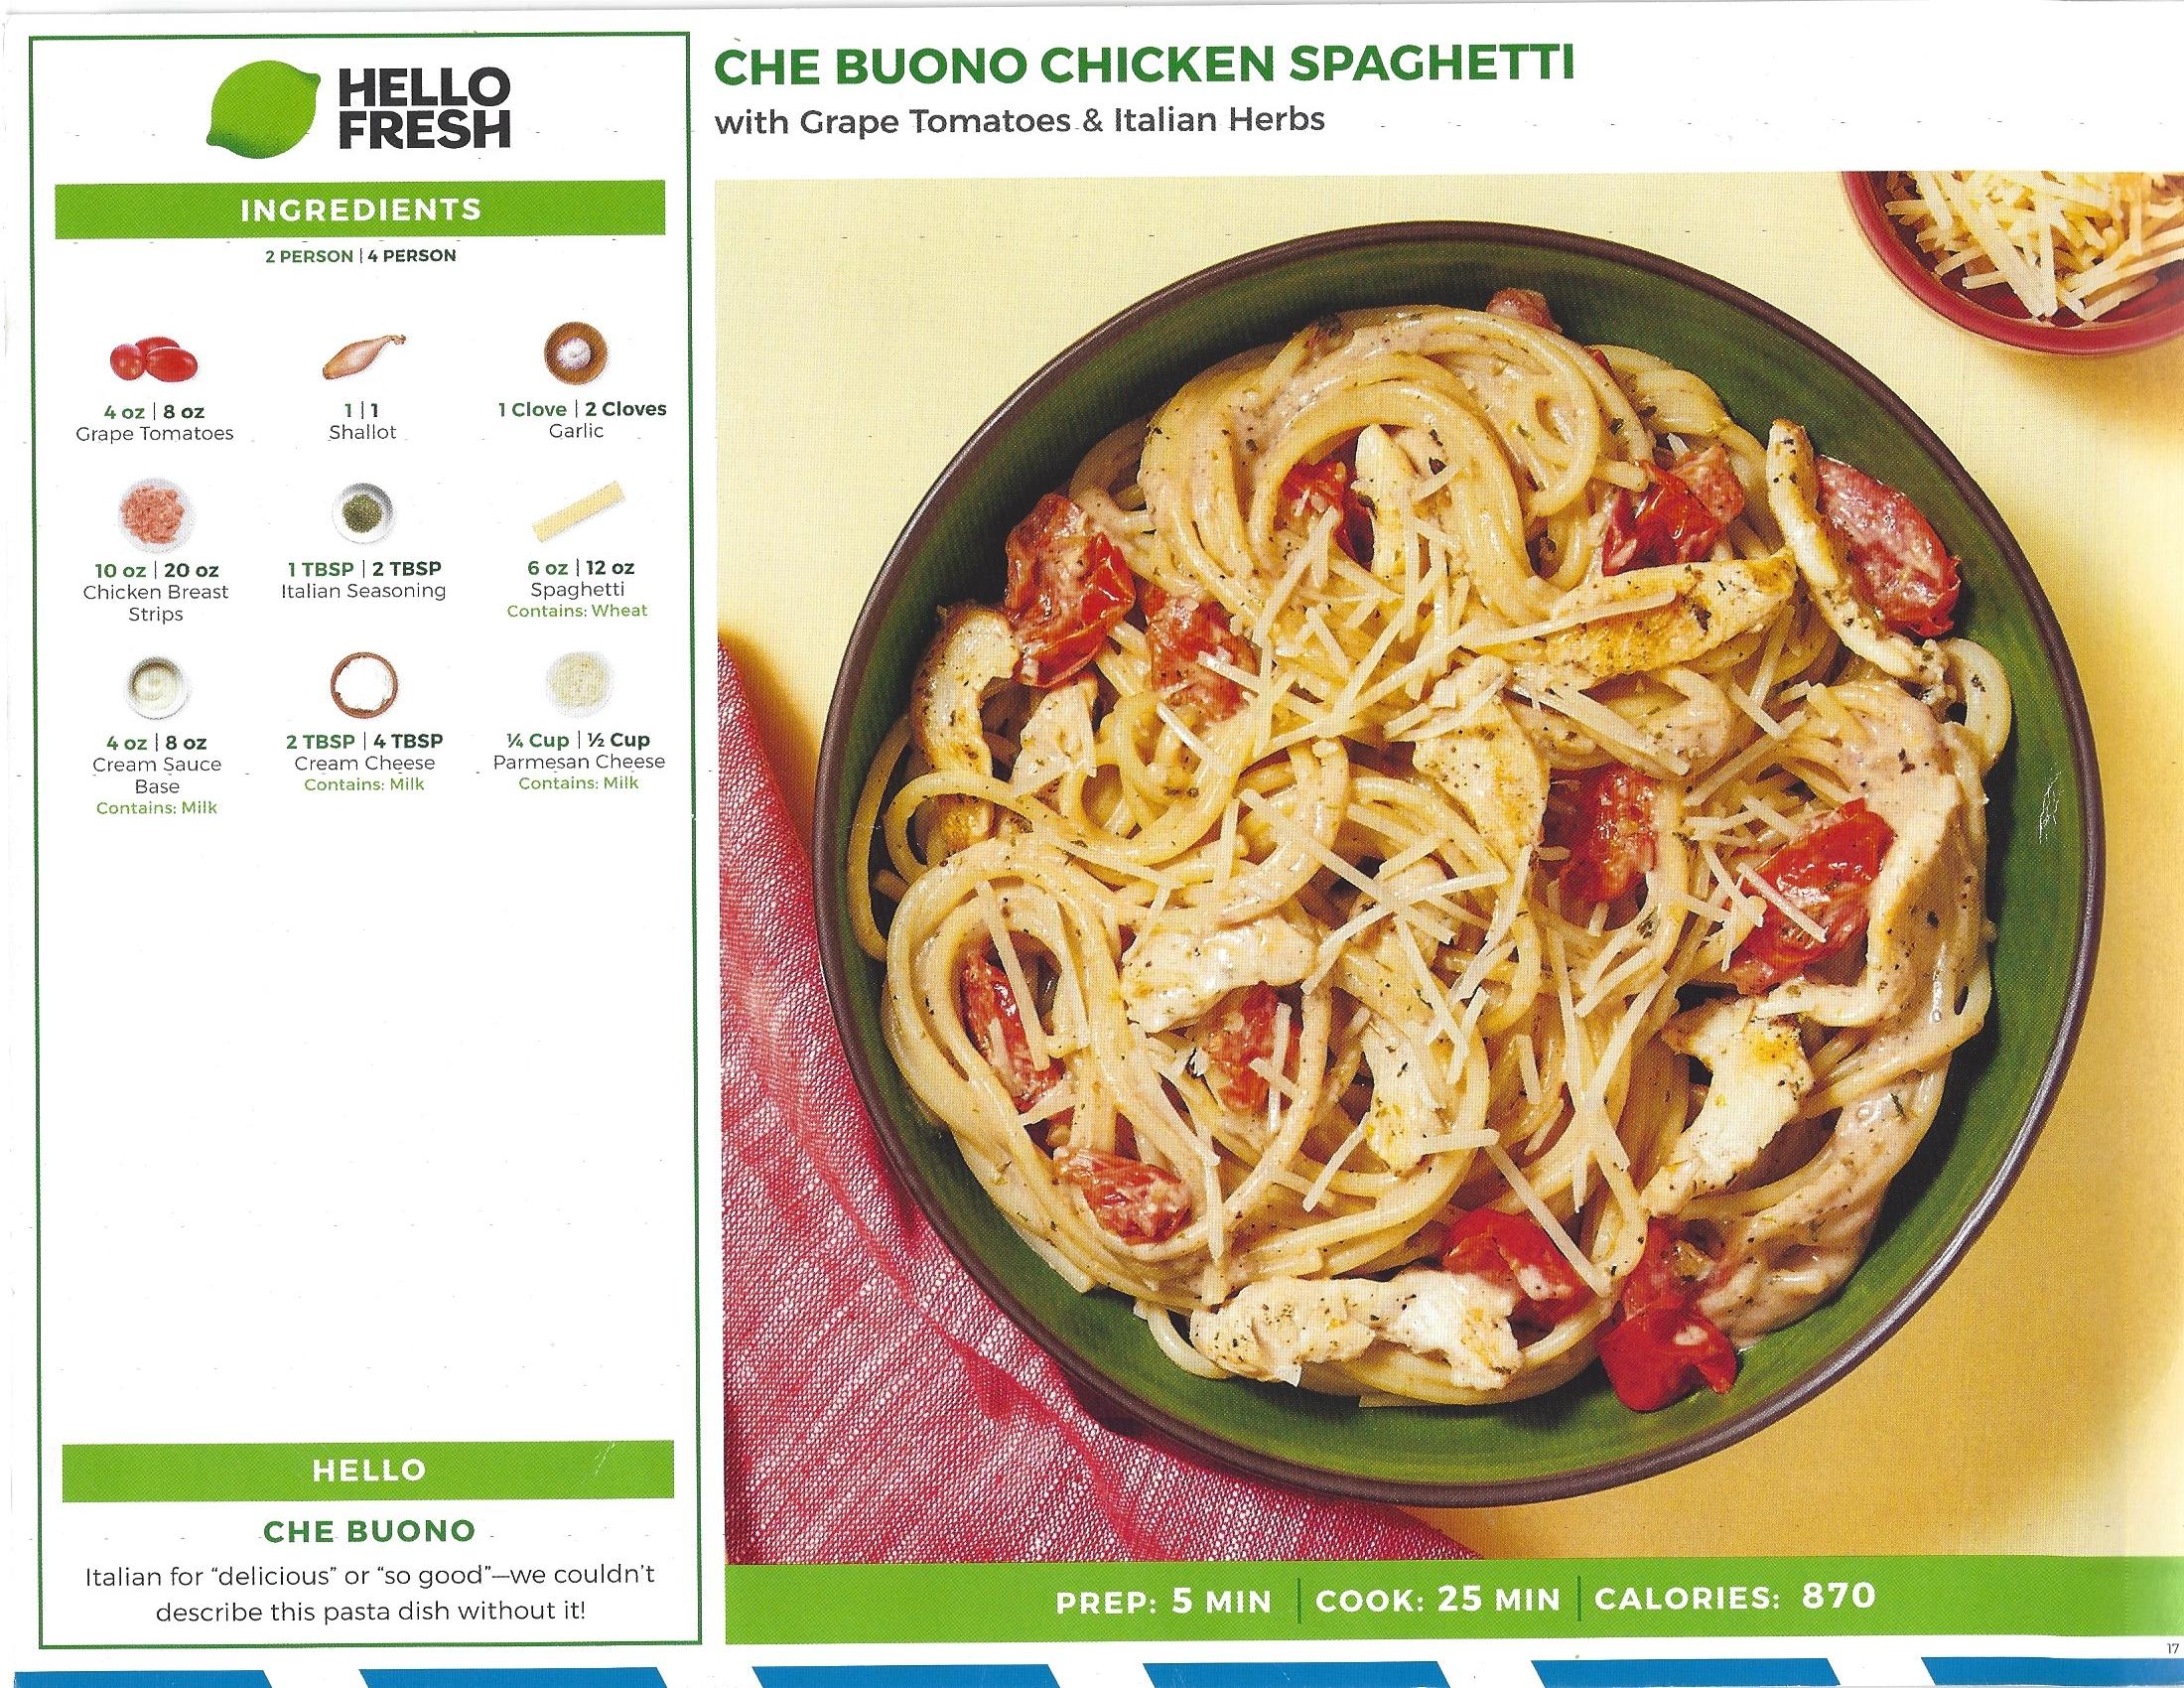 HELLO
FRESH
INGREDIENTS
2 PERSON | 4 PERSON
4 oz | 8 oz
Grape Tomatoes
1 | 1
Shallot
1 Clove | 2 Cloves
Garlic
10 oz | 20 oz
Chicken Breast
Strips
1 TBSP | 2 TBSP
Italian Seasoning
6 oz | 12 oz
Spaghetti
Contains: Wheat
4 oz | 8 oz
Cream Sauce
Base
Contains: Milk
2 TBSP | 4 TBSP
Cream Cheese
Contains: Milk
¼ Cup | ½ Cup
Parmesan Cheese
Contains: Milk
HELLO
CHE BUONO
Italian for “delicious” or “so good”—we couldn’t
describe this pasta dish without it!
CHE BUONO CHICKEN SPAGHETTI
with Grape Tomatoes & Italian Herbs
PREP: 5 MIN | COOK: 25 MIN | CALORIES: 870
17